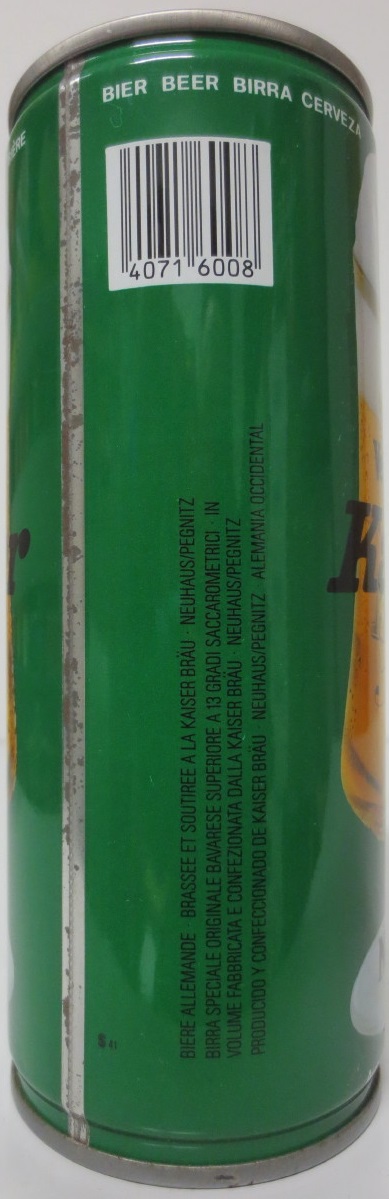 BIER BEER BIRRA CERVEZA
4071 6008
BIERE ALLEMANDE · BRASSEE ET SOUTIREE A LA KAISER BRÄU · NEUHAUS/PEGNITZ
BIRRA SPECIALE ORIGINALE BAVARESE SUPERIORE A 13 GRADI SACCAROMETRICI · IN
VOLUME FABBRICATA E CONFEZIONATA DALLA KAISER BRÄU · NEUHAUS/PEGNITZ
PRODUCIDO Y CONFECCIONADO DE KAISER BRÄU · NEUHAUS/PEGNITZ ALEMANIA OCCIDENTAL